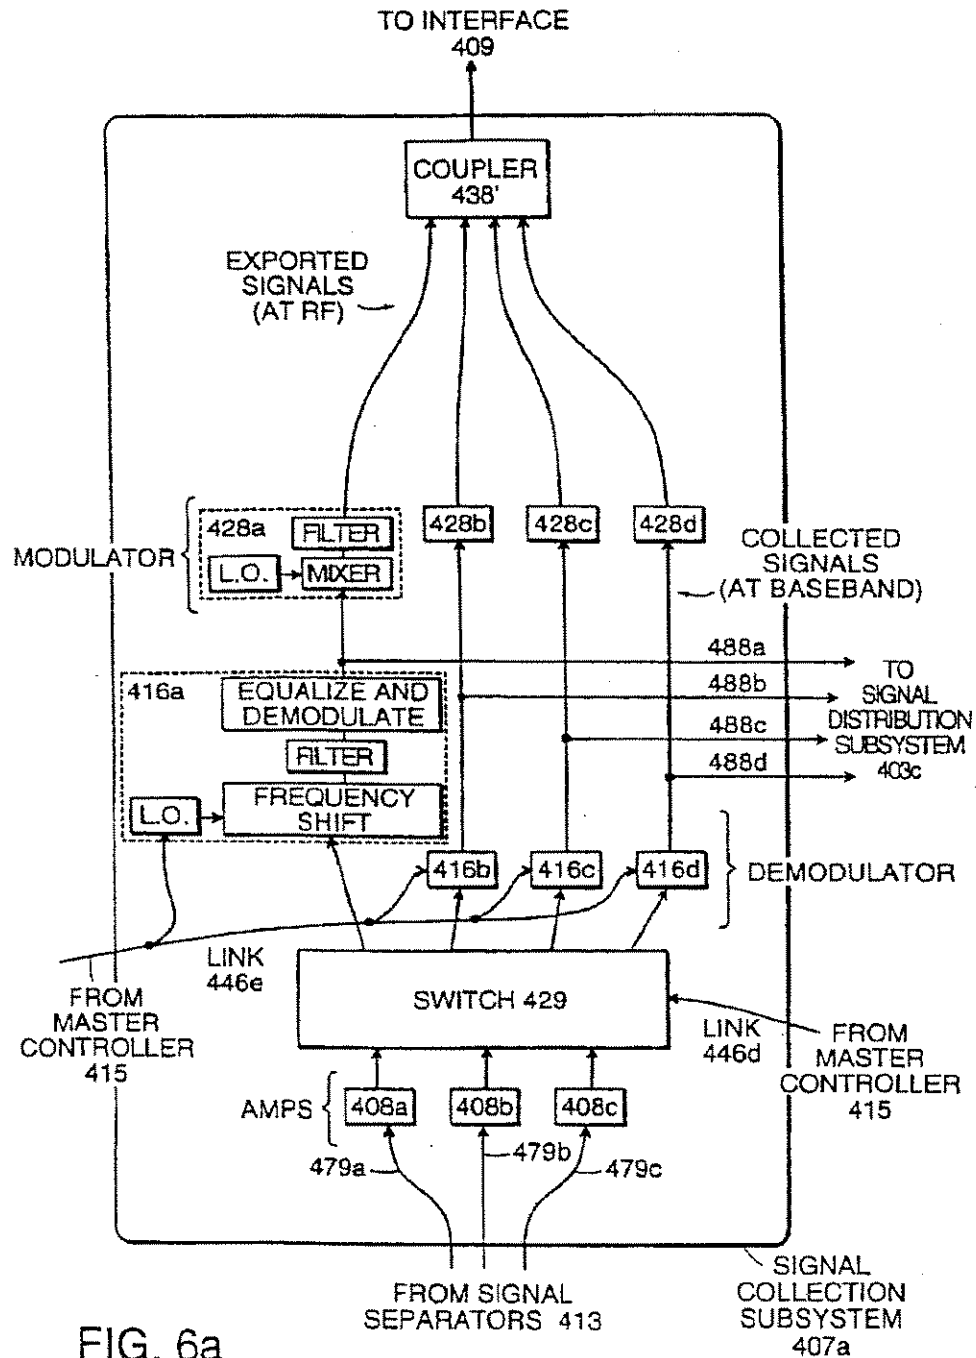 TO INTERFACE
409
COUPLER
438'
EXPORTED
SIGNALS
(AT RF)
MODULATOR
428a
FILTER
L.O.
MIXER
428b
428c
428d
COLLECTED
SIGNALS
(AT BASEBAND)
488a
488b
488c
488d
TO
SIGNAL
DISTRIBUTION
SUBSYSTEM
403c
416a
EQUALIZE AND
DEMODULATE
FILTER
L.O.
FREQUENCY
SHIFT
416b
416c
416d
DEMODULATOR
LINK
446e
FROM
MASTER
CONTROLLER
415
SWITCH 429
LINK
446d
FROM
MASTER
CONTROLLER
415
AMPS
408a
408b
408c
479a
479b
479c
FROM SIGNAL
SEPARATORS 413
SIGNAL
COLLECTION
SUBSYSTEM
407a
FIG. 6a